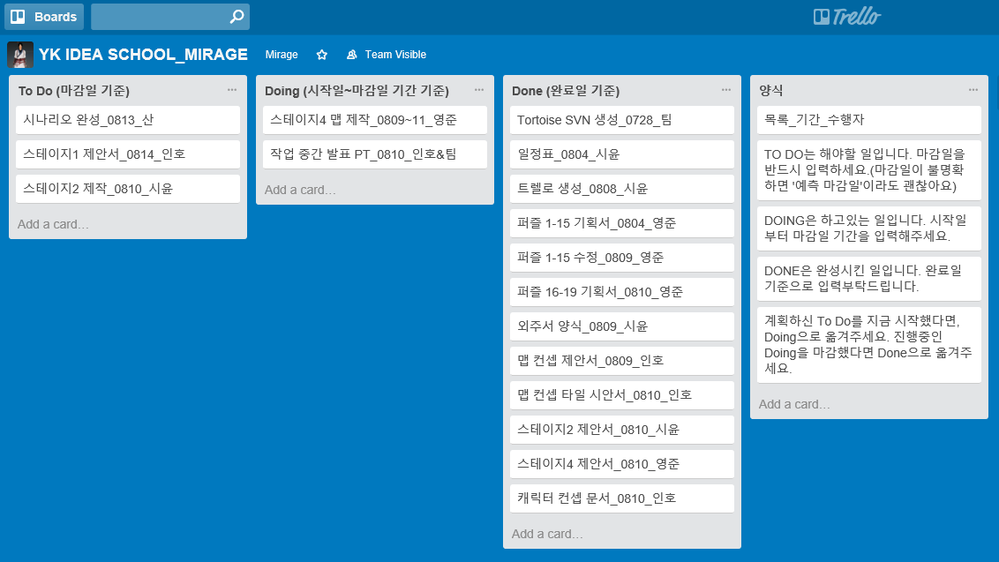 Boards
Trello
YK IDEA SCHOOL_MIRAGE
Mirage
Team Visible
To Do (마감일 기준)
시나리오 완성_0813_산
스테이지1 제안서_0814_인호
스테이지2 제작_0810_시윤
Add a card…
Doing (시작일~마감일 기간 기준)
스테이지4 맵 제작_0809~11_영준
작업 중간 발표 PT_0810_인호&팀
Add a card…
Done (완료일 기준)
Tortoise SVN 생성_0728_팀
일정표_0804_시윤
트렐로 생성_0808_시윤
퍼즐 1-15 기획서_0804_영준
퍼즐 1-15 수정_0809_영준
퍼즐 16-19 기획서_0810_영준
외주서 양식_0809_시윤
맵 컨셉 제안서_0809_인호
맵 컨셉 타일 시안서_0810_인호
스테이지2 제안서_0810_시윤
스테이지4 제안서_0810_영준
캐릭터 컨셉 문서_0810_인호
Add a card…
양식
목록_기간_수행자
TO DO는 해야할 일입니다. 마감일을
반드시 입력하세요.(마감일이 불명확
하면 '예측 마감일'이라도 괜찮아요)
DOING은 하고있는 일입니다. 시작일
부터 마감일 기간을 입력해주세요.
DONE은 완성시킨 일입니다. 완료일
기준으로 입력부탁드립니다.
계획하신 To Do를 지금 시작했다면,
Doing으로 옮겨주세요. 진행중인
Doing을 마감했다면 Done으로 옮겨주
세요.
Add a card…